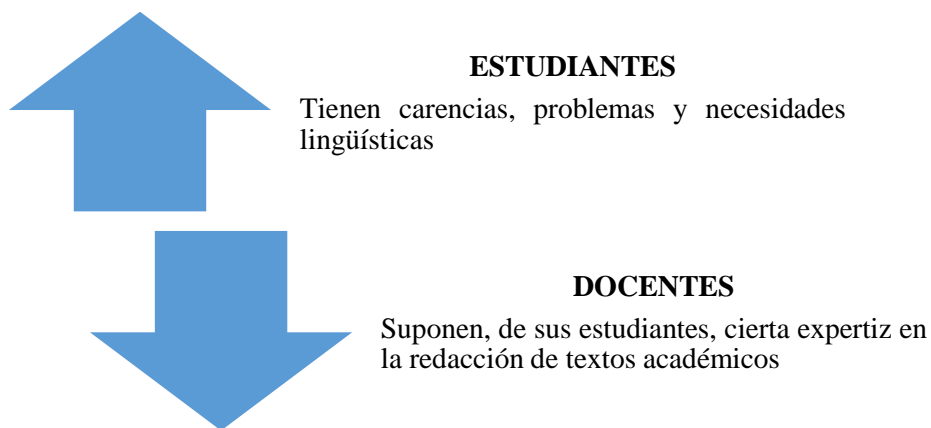 ESTUDIANTES
Tienen carencias, problemas y necesidades
lingüísticas
DOCENTES
Suponen, de sus estudiantes, cierta expertiz en
la redacción de textos académicos